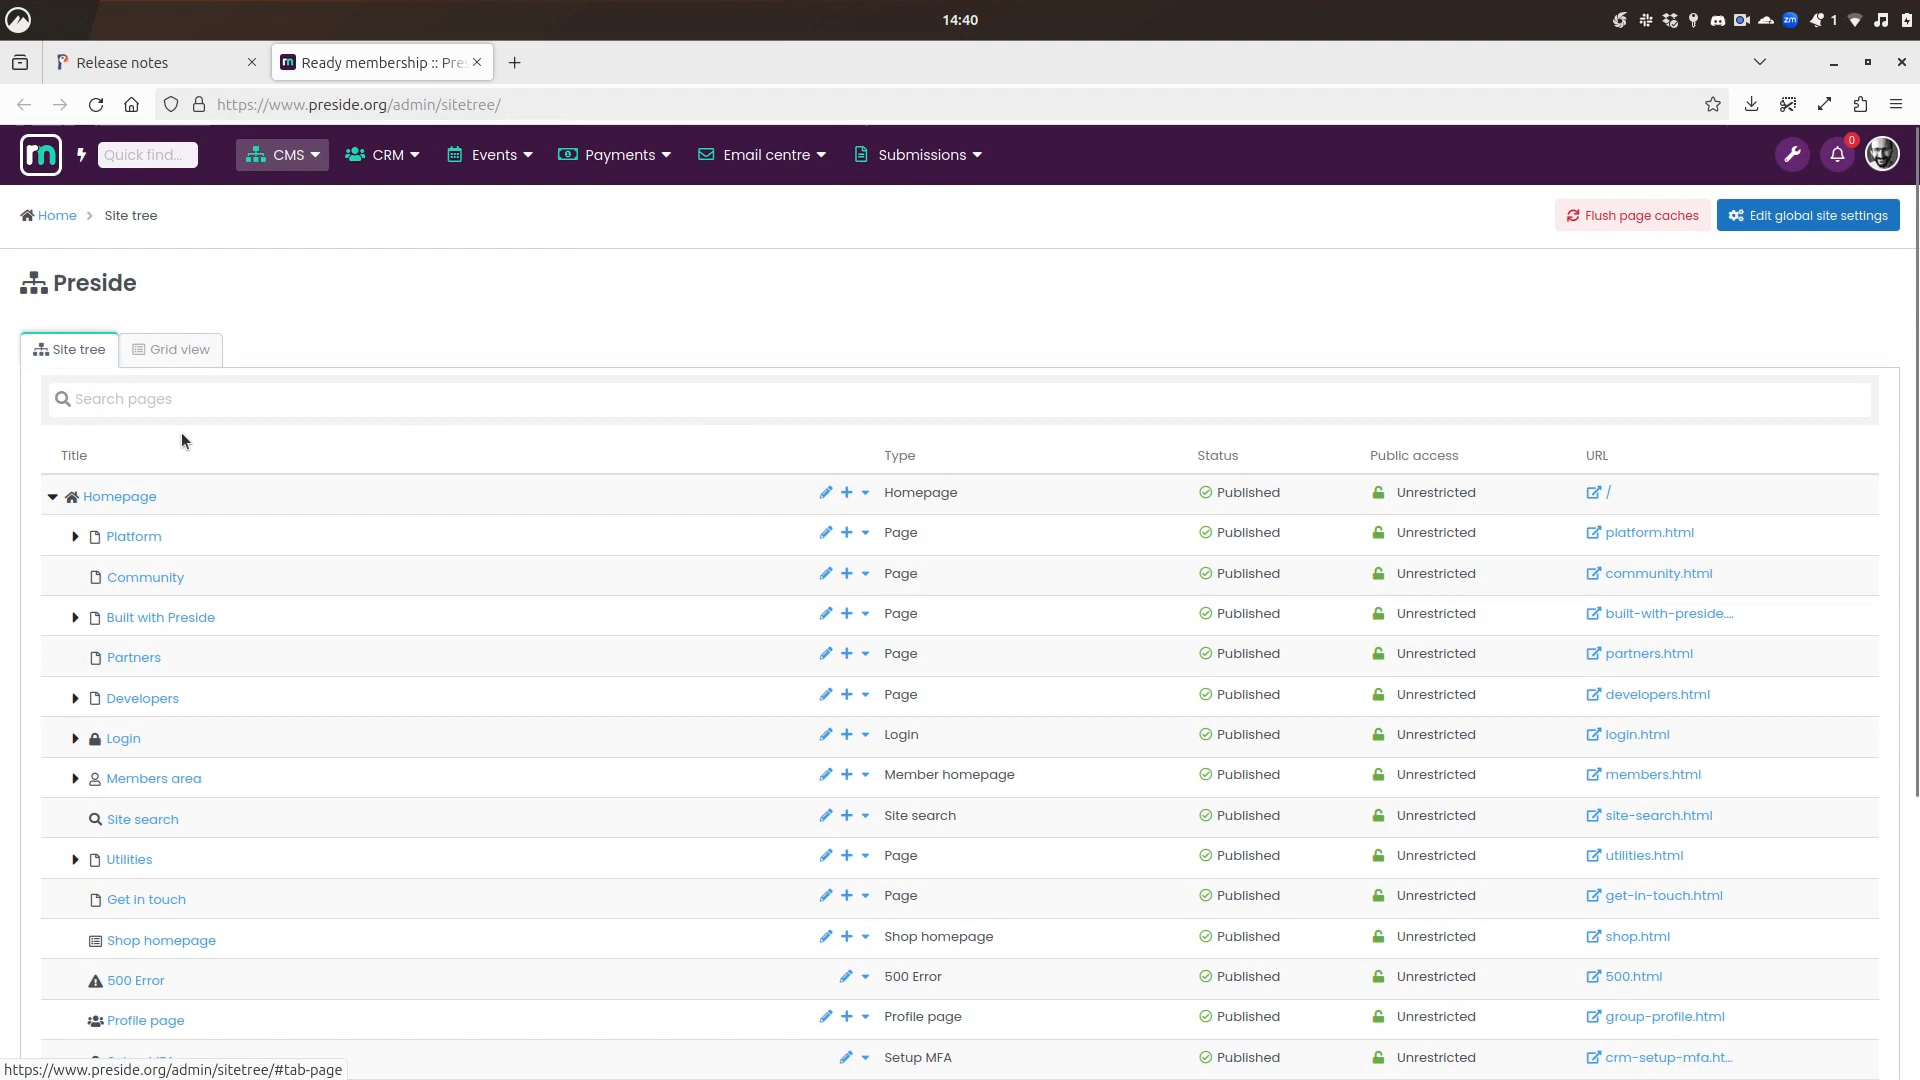 14:40
zm
1
Release notes
Ready membership :: Pres
https://www.preside.org/admin/sitetree/
rm
Quick find...
CMS
CRM
Events
Payments
Email centre
Submissions
0
Home
Site tree
Flush page caches
Edit global site settings
Preside
Site tree
Grid view
Search pages
Title
Type
Status
Public access
URL
Homepage
Homepage
Published
Unrestricted
/
Platform
Page
Published
Unrestricted
platform.html
Community
Page
Published
Unrestricted
community.html
Built with Preside
Page
Published
Unrestricted
built-with-preside....
Partners
Page
Published
Unrestricted
partners.html
Developers
Page
Published
Unrestricted
developers.html
Login
Login
Published
Unrestricted
login.html
Members area
Member homepage
Published
Unrestricted
members.html
Site search
Site search
Published
Unrestricted
site-search.html
Utilities
Page
Published
Unrestricted
utilities.html
Get in touch
Page
Published
Unrestricted
get-in-touch.html
Shop homepage
Shop homepage
Published
Unrestricted
shop.html
500 Error
500 Error
Published
Unrestricted
500.html
Profile page
Profile page
Published
Unrestricted
group-profile.html
Setup MFA
Published
Unrestricted
crm-setup-mfa.ht...
https://www.preside.org/admin/sitetree/#tab-page